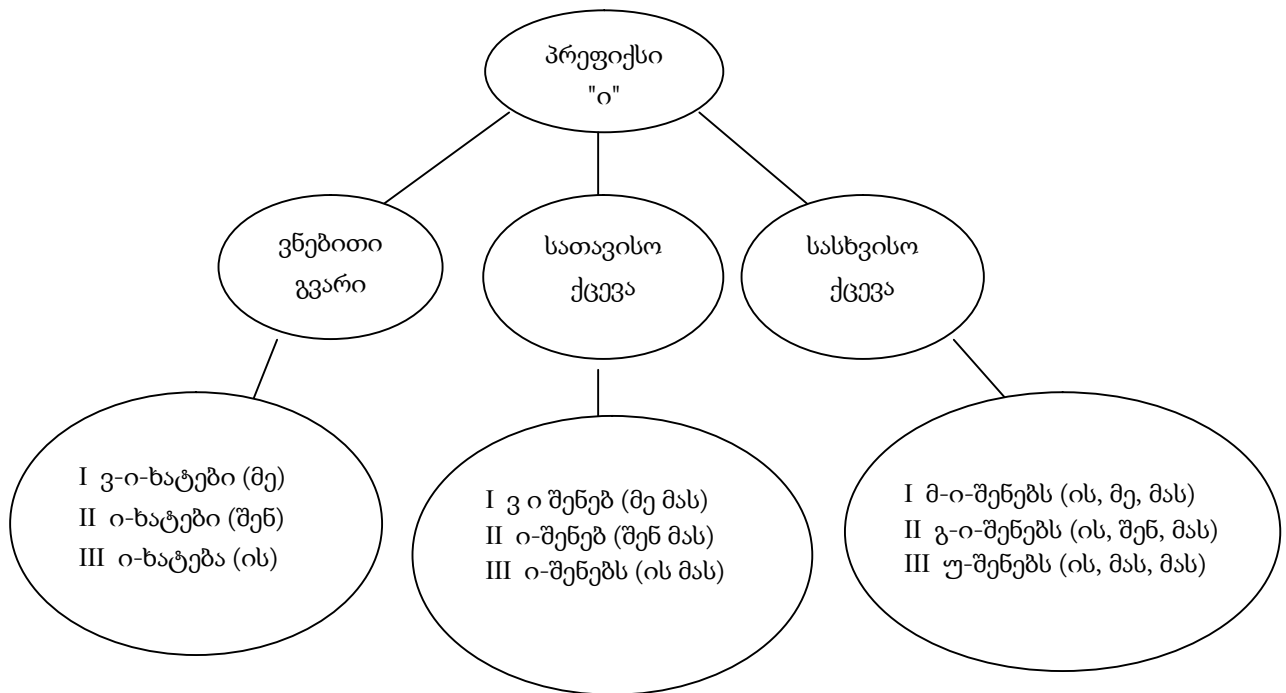 პრეფიქსი
"ი"
ვნებითი
გვარი
სათავისო
ქცევა
სასხვისო
ქცევა
I ვ-ი-ხატები (მე)
II ი-ხატები (შენ)
III ი-ხატება (ის)
I ვ ი შენებ (მე მას)
II ი-შენებ (შენ მას)
III ი-შენებს (ის მას)
I მ-ი-შენებს (ის, მე, მას)
II გ-ი-შენებს (ის, შენ, მას)
III უ-შენებს (ის, მას, მას)